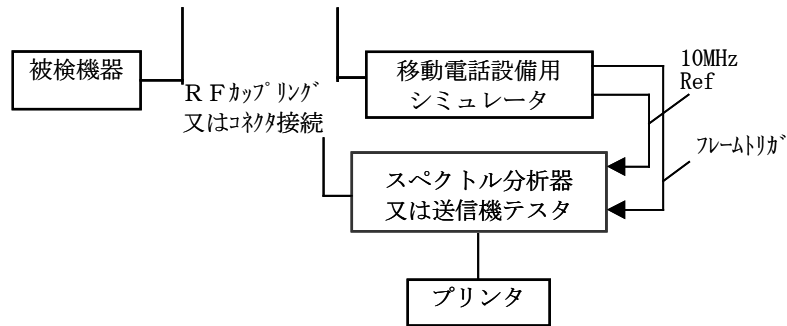 被検機器
ＲＦｶｯﾌﾟﾘﾝｸﾞ
又はｺﾈｸﾀ接続
移動電話設備用
シミュレータ
10MHz
Ref
ﾌﾚｰﾑﾄﾘｶﾞ
スペクトル分析器
又は送信機テスタ
プリンタ